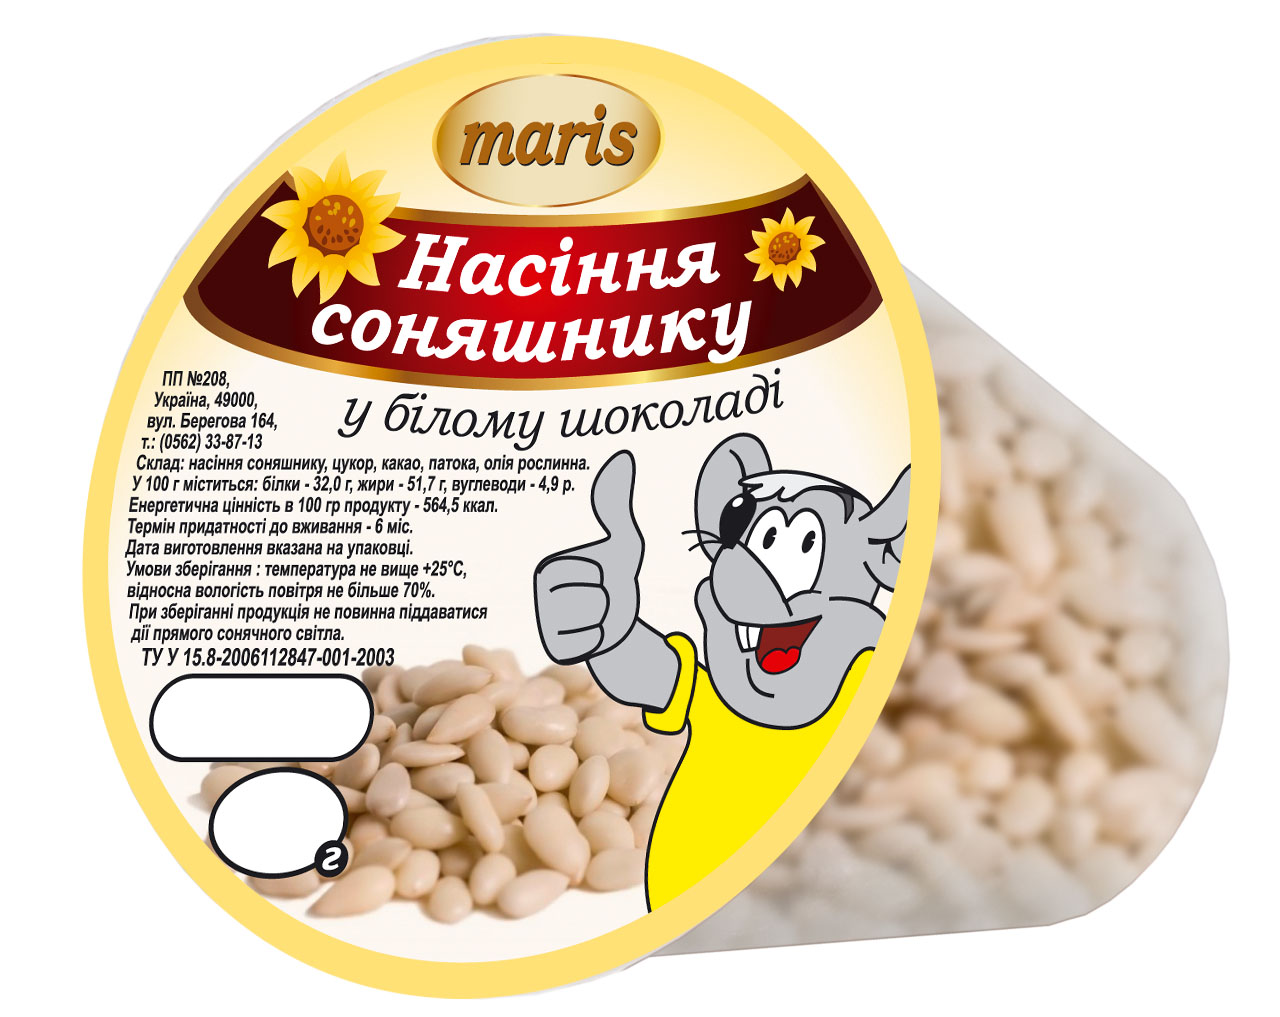 maris
Насіння
соняшнику
у білому шоколаді
ПП №208,
Україна, 49000,
вул. Берегова 164,
т.: (0562) 33-87-13
Склад: насіння соняшнику, цукор, какао, патока, олія рослинна.
У 100 г міститься: білки - 32,0 г, жири - 51,7 г, вуглеводи - 4,9 р.
Енергетична цінність в 100 гр продукту - 564,5 ккал.
Термін придатності до вживання - 6 міс.
Дата виготовлення вказана на упаковці.
Умови зберігання : температура не вище +25°С,
відносна вологість повітря не більше 70%.
При зберіганні продукція не повинна піддаватися
дії прямого сонячного світла.
ТУ У 15.8-2006112847-001-2003
г